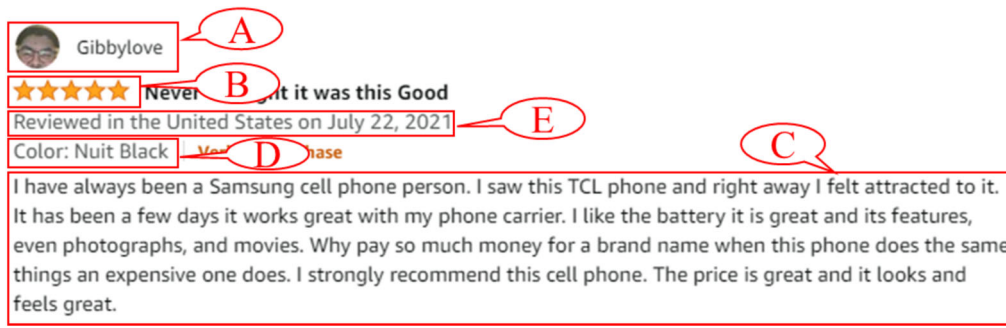 Gibbylove
A
B
Never it was this Good
Reviewed in the United States on July 22, 2021
E
Color: Nuit Black
D
C
I have always been a Samsung cell phone person. I saw this TCL phone and right away I felt attracted to it.
It has been a few days it works great with my phone carrier. I like the battery it is great and its features,
even photographs, and movies. Why pay so much money for a brand name when this phone does the same
things an expensive one does. I strongly recommend this cell phone. The price is great and it looks and
feels great.